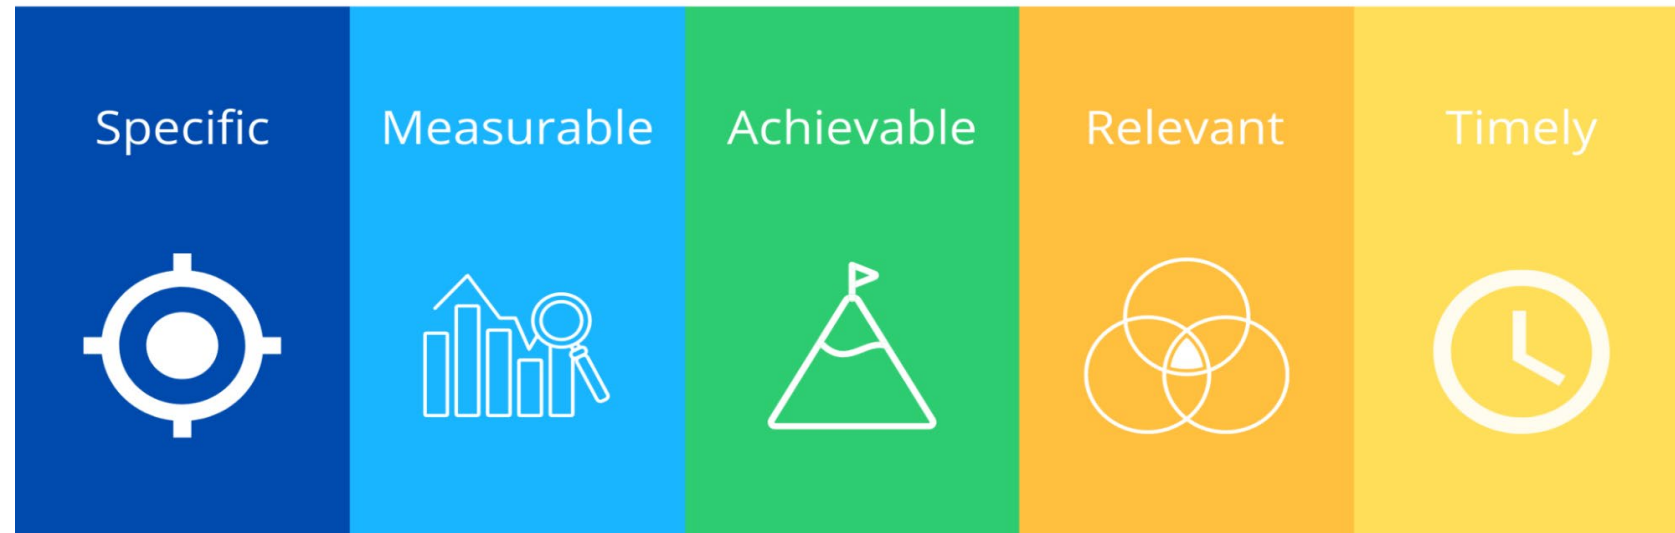 Specific
Measurable
Achievable
Relevant
Timely